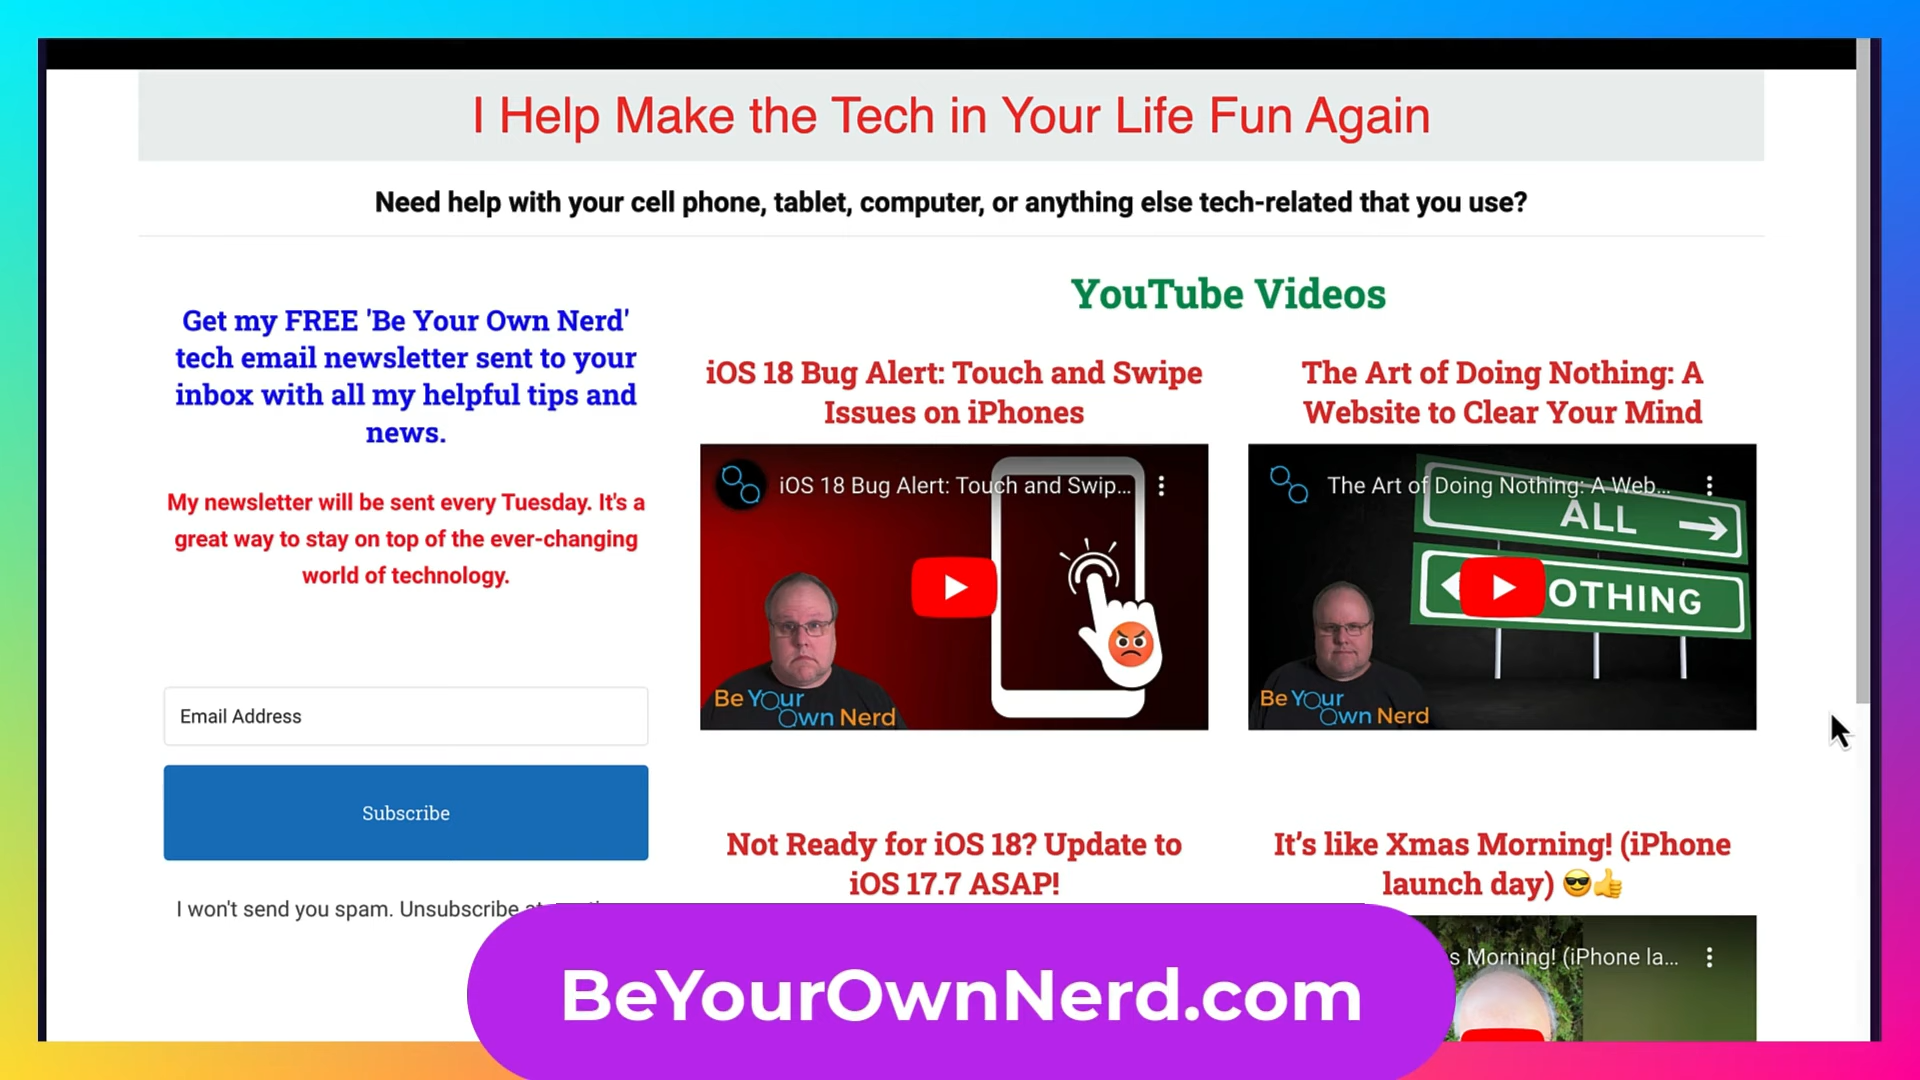 I Help Make the Tech in Your Life Fun Again
Need help with your cell phone, tablet, computer, or anything else tech-related that you use?
Get my FREE 'Be Your Own Nerd'
tech email newsletter sent to your
inbox with all my helpful tips and
news.
My newsletter will be sent every Tuesday. It's a
great way to stay on top of the ever-changing
world of technology.
Email Address
Subscribe
I won't send you spam. Unsubscribe
YouTube Videos
iOS 18 Bug Alert: Touch and Swipe
Issues on iPhones
iOS 18 Bug Alert: Touch and Swip...
Be Your
Own Nerd
The Art of Doing Nothing: A
Website to Clear Your Mind
The Art of Doing Nothing: A Web...
ALL
OTHING
Be Your
Own Nerd
Not Ready for iOS 18? Update to
iOS 17.7 ASAP!
It's like Xmas Morning! (iPhone
launch day) 😎👍
s Morning! (iPhone la...
BeYourOwnNerd.com